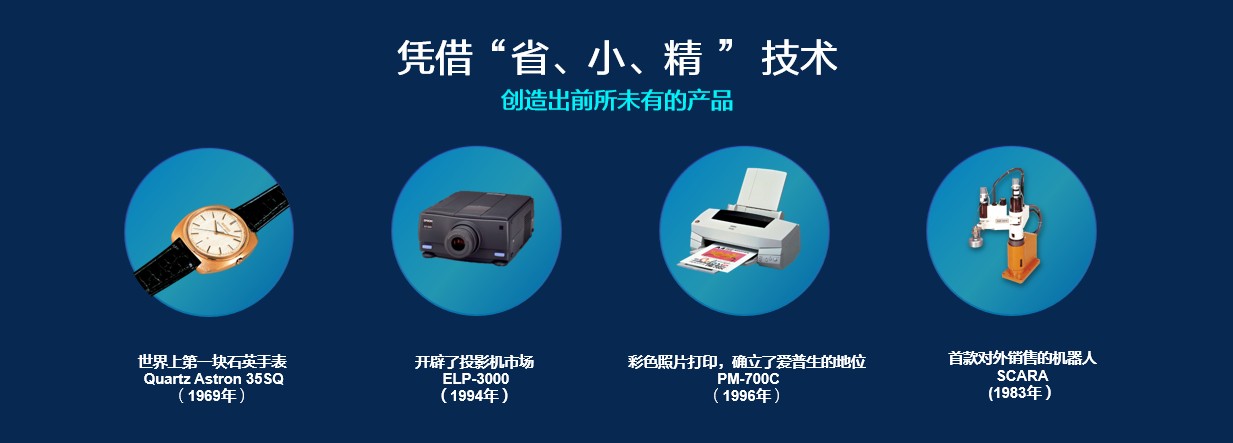 凭借“省、小、精 ” 技术
创造出前所未有的产品
世界上第一块石英手表
Quartz Astron 35SQ
（1969年）
开辟了投影机市场
ELP-3000
（1994年）
彩色照片打印，确立了爱普生的地位
PM-700C
（1996年）
首款对外销售的机器人
SCARA
(1983年）